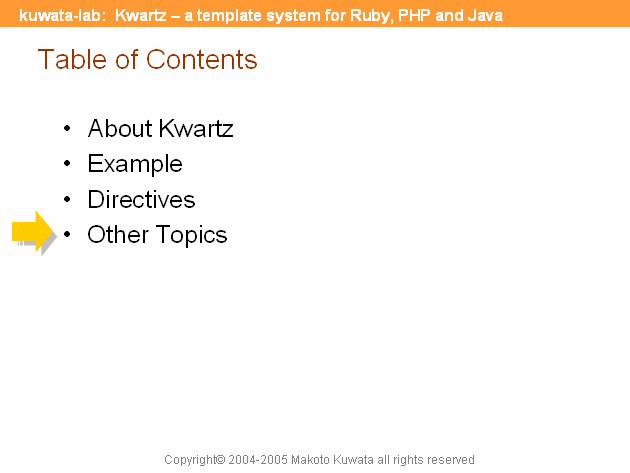 kuwata-lab: Kwartz – a template system for Ruby, PHP and Java
Table of Contents
• About Kwartz
• Example
• Directives
• Other Topics
Copyright© 2004-2005 Makoto Kuwata all rights reserved